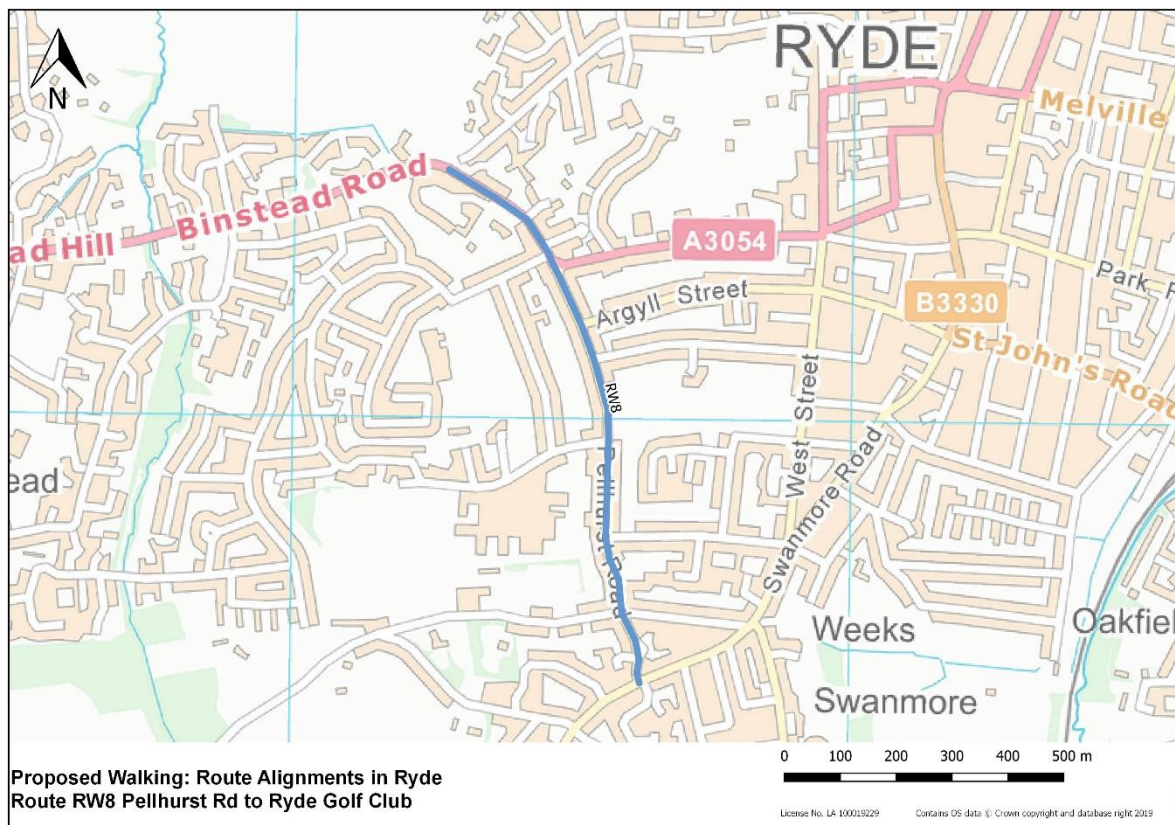 RYDE
N
Melville
Binstead Road
ad Hill
A3054
Park R
Argyll Street
B3330
St John's Road
RW8
West Street
ead
Pellhurst Road
Swanmore Road
Weeks
Oakfiel
Swanmore
0 100 200 300 400 500 m
Proposed Walking: Route Alignments in Ryde
Route RW8 Pellhurst Rd to Ryde Golf Club
License No. LA 100019229 Contains OS data © Crown copyright and database right 2019